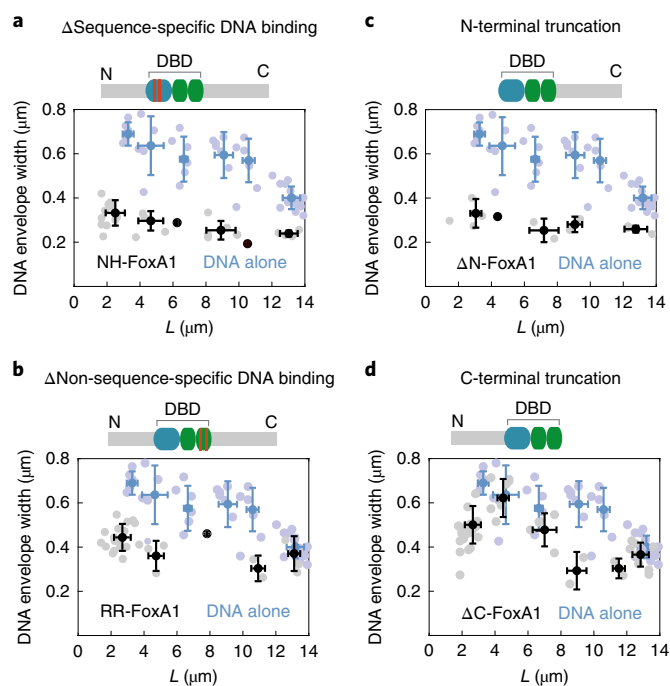 a
ΔSequence-specific DNA binding
DBD
N
C
DNA envelope width (μm)
0.8
0.6
0.4
0.2
NH-FoxA1
DNA alone
0 2 4 6 8 10 12 14
L (μm)
b
ΔNon-sequence-specific DNA binding
DBD
N
C
DNA envelope width (μm)
0.8
0.6
0.4
0.2
RR-FoxA1
DNA alone
0 2 4 6 8 10 12 14
L (μm)
c
N-terminal truncation
DBD
C
DNA envelope width (μm)
0.8
0.6
0.4
0.2
ΔN-FoxA1
DNA alone
0 2 4 6 8 10 12 14
L (μm)
d
C-terminal truncation
DBD
N
DNA envelope width (μm)
0.8
0.6
0.4
0.2
ΔC-FoxA1
DNA alone
0 2 4 6 8 10 12 14
L (μm)